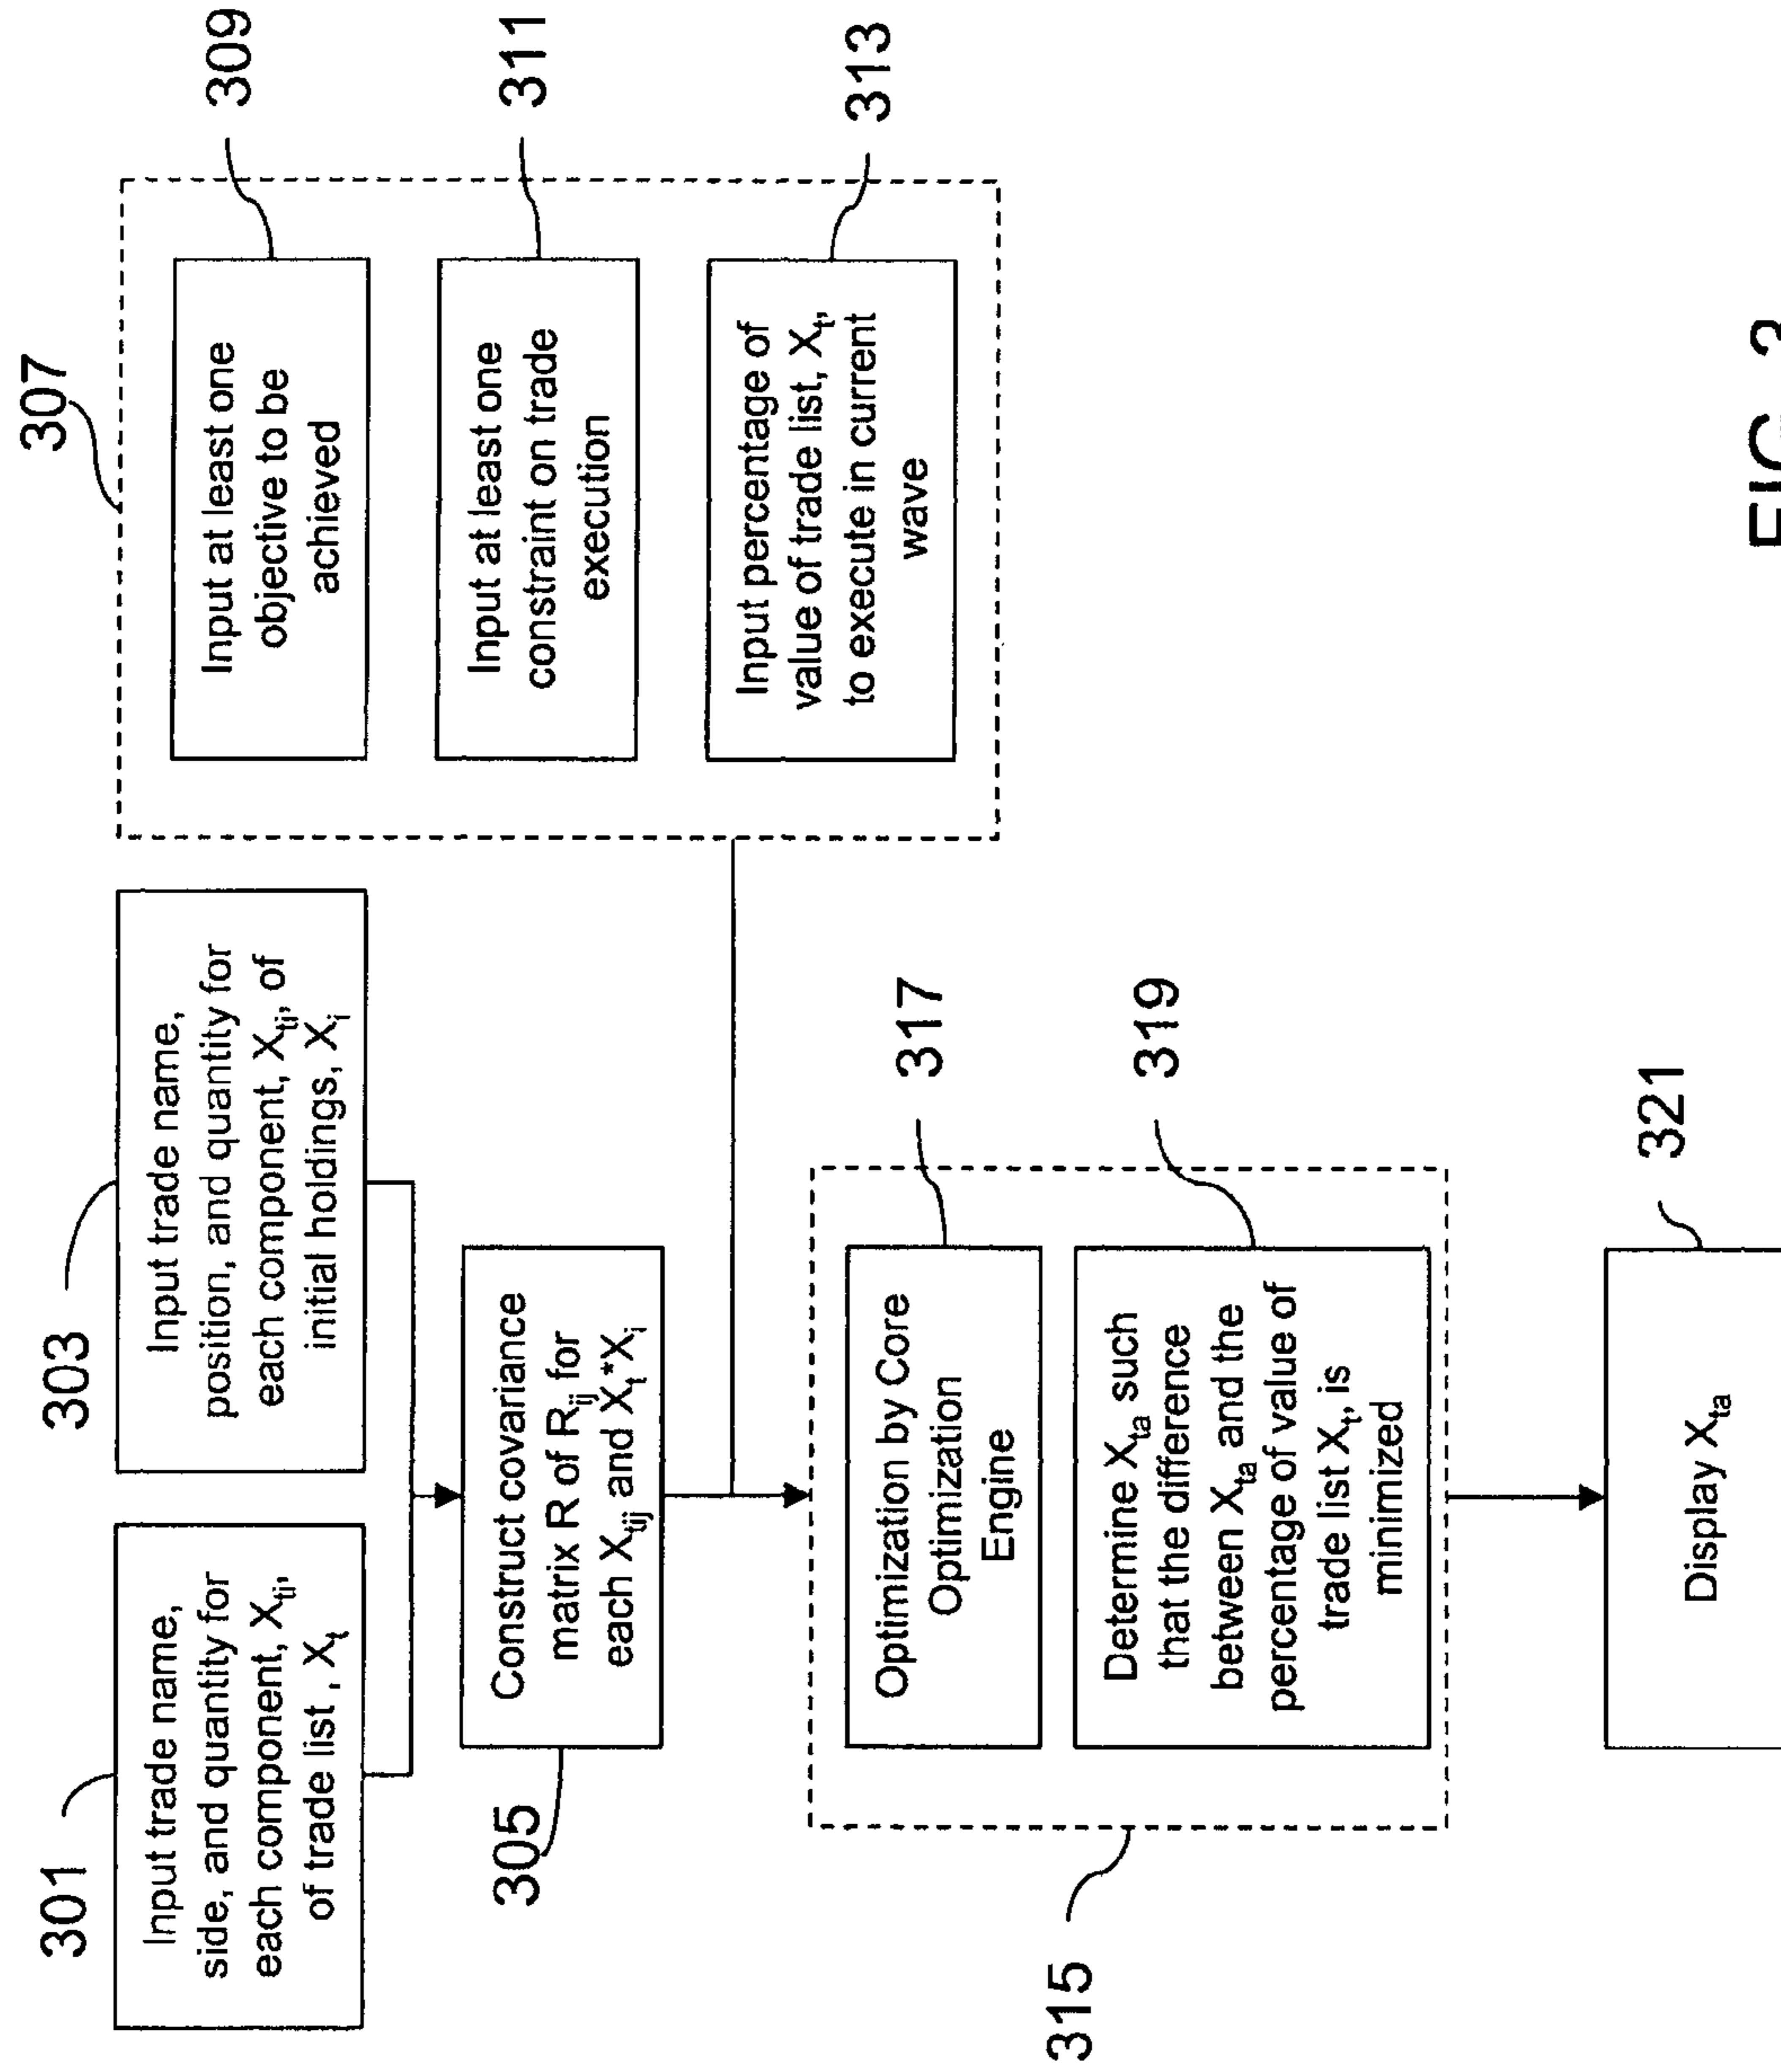 301
Input trade name,
side, and quantity for
each component, Xti,
of trade list , Xt
303
Input trade name,
position, and quantity for
each component, Xti, of
initial holdings, Xi
305
Construct covariance
matrix R of Rij for
each Xtij and Xt*Xi
307
Input at least one
objective to be
achieved
309
Input at least one
constraint on trade
execution
311
Input percentage of
value of trade list, Xt,
to execute in current
wave
313
315
Optimization by Core
Optimization
Engine
317
Determine Xta such
that the difference
between Xta and the
percentage of value of
trade list Xt, is
minimized
319
Display Xta
321
FIG. 3